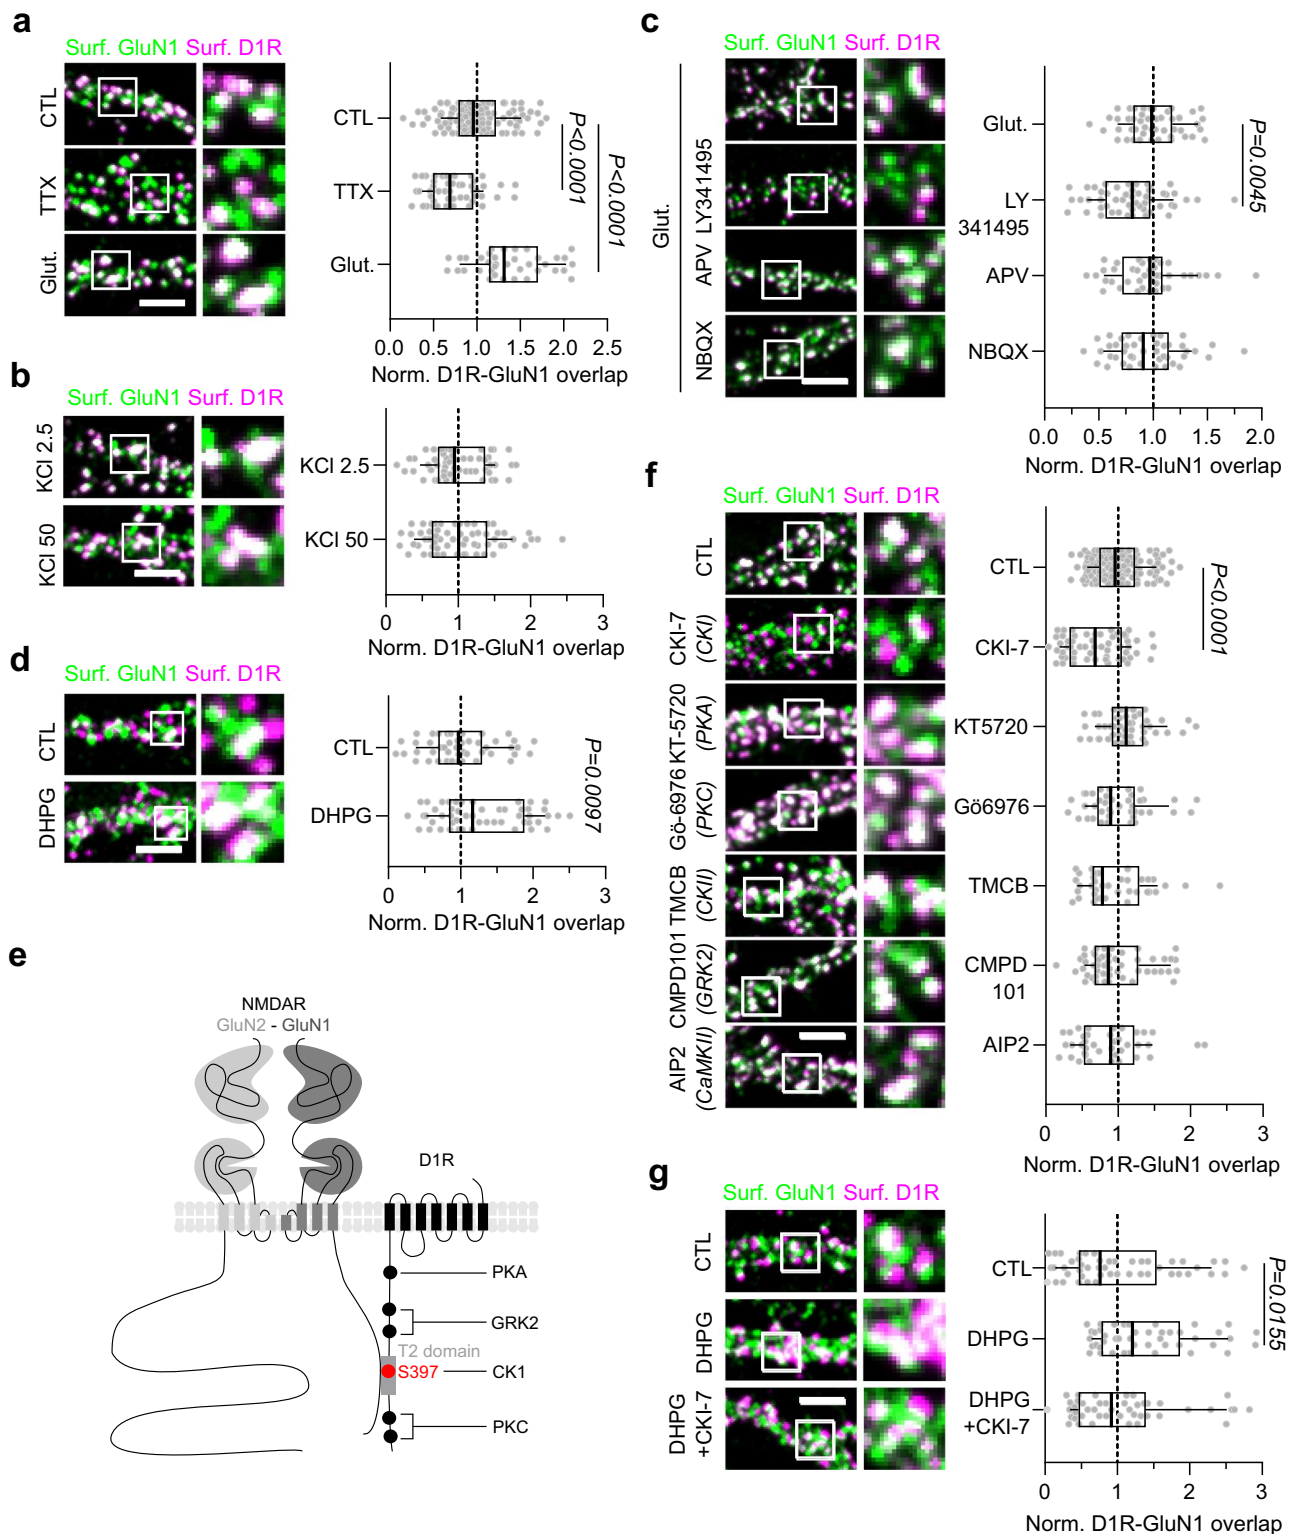 a
Surf. GluN1 Surf. D1R
CTL
TTX
Glut.
CTL
TTX
Glut.
P<0.0001
P<0.0001
0.0 0.5 1.0 1.5 2.0 2.5
Norm. D1R-GluN1 overlap
b
Surf. GluN1 Surf. D1R
KCl 2.5
KCl 50
KCl 2.5
KCl 50
0 1 2 3
Norm. D1R-GluN1 overlap
c
Surf. GluN1 Surf. D1R
Glut.
LY341495
APV
NBQX
Glut.
LY
341495
APV
NBQX
P=0.0045
0.0 0.5 1.0 1.5 2.0
Norm. D1R-GluN1 overlap
d
Surf. GluN1 Surf. D1R
CTL
DHPG
CTL
DHPG
P=0.0097
0 1 2 3
Norm. D1R-GluN1 overlap
e
NMDAR
GluN2 - GluN1
D1R
PKA
GRK2
T2 domain
S397
CK1
PKC
f
Surf. GluN1 Surf. D1R
CTL
CKI-7
(CKI)
KT-5720
(PKA)
Gö-6976
(PKC)
TMCB
(CKII)
CMPD101
(GRK2)
AIP2
(CaMKII)
CTL
CKI-7
KT5720
Gö6976
TMCB
CMPD
101
AIP2
P<0.0001
0 1 2 3
Norm. D1R-GluN1 overlap
g
Surf. GluN1 Surf. D1R
CTL
DHPG
DHPG
+CKI-7
CTL
DHPG
DHPG
+CKI-7
P=0.0155
0 1 2 3
Norm. D1R-GluN1 overlap